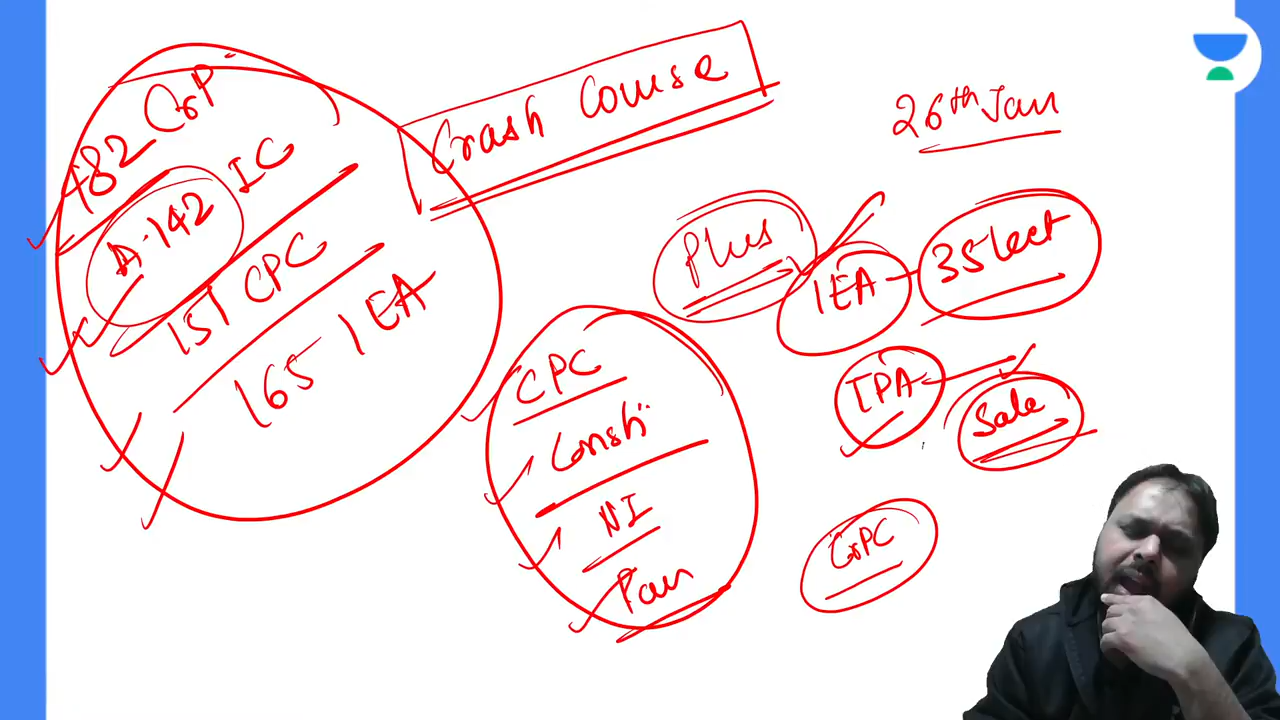 482 CrP
A-142 IC
151 CPC
165 IEA
Crash Course
26th Jan
Plus
IEA - 35 lect
TPA - Sale
CPC
Consti
NI
Par
CrPC